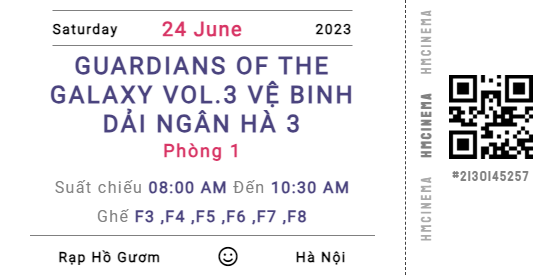 Saturday 24 June 2023
GUARDIANS OF THE
GALAXY VOL.3 VỆ BINH
DẢI NGÂN HÀ 3
Phòng 1
Suất chiếu 08:00 AM Đến 10:30 AM
Ghế F3 ,F4 ,F5 ,F6 ,F7 ,F8
Rạp Hồ Gươm Hà Nội
HMCINEMA
HMCINEMA
HMCINEMA
#2130145257